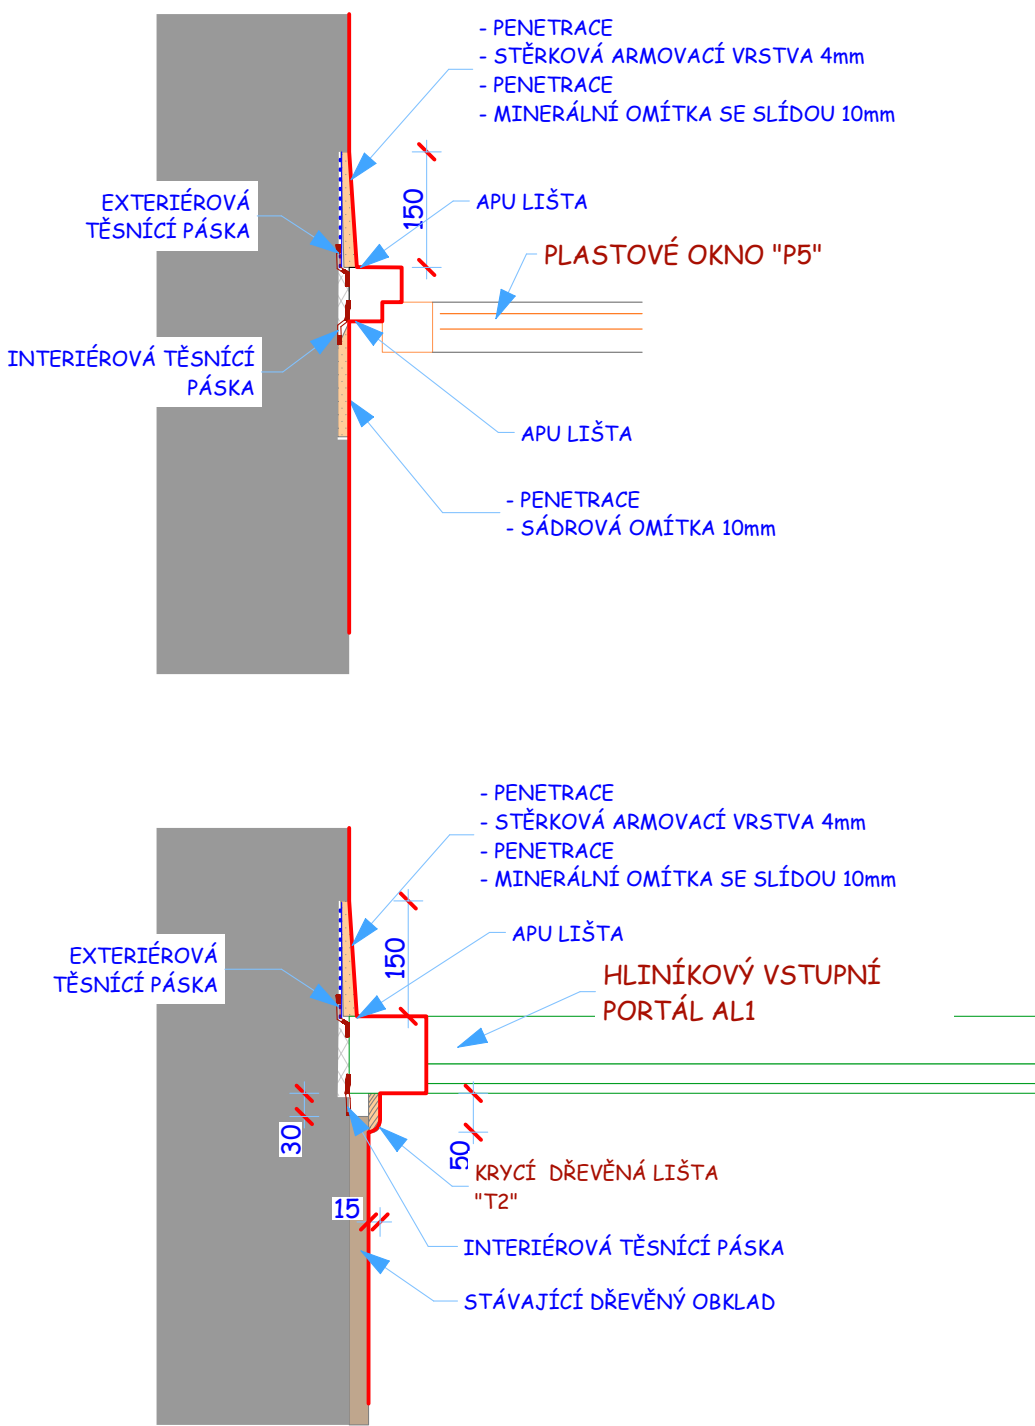 - PENETRACE
- STĚRKOVÁ ARMOVACÍ VRSTVA 4mm
- PENETRACE
- MINERÁLNÍ OMÍTKA SE SLÍDOU 10mm
EXTERIÉROVÁ
TĚSNÍCÍ PÁSKA
150
APU LIŠTA
PLASTOVÉ OKNO "P5"
INTERIÉROVÁ TĚSNÍCÍ
PÁSKA
APU LIŠTA
- PENETRACE
- SÁDROVÁ OMÍTKA 10mm
- PENETRACE
- STĚRKOVÁ ARMOVACÍ VRSTVA 4mm
- PENETRACE
- MINERÁLNÍ OMÍTKA SE SLÍDOU 10mm
EXTERIÉROVÁ
TĚSNÍCÍ PÁSKA
150
APU LIŠTA
HLINÍKOVÝ VSTUPNÍ
PORTÁL AL1
30
50
KRYCÍ DŘEVĚNÁ LIŠTA
"T2"
15
INTERIÉROVÁ TĚSNÍCÍ PÁSKA
STÁVAJÍCÍ DŘEVĚNÝ OBKLAD